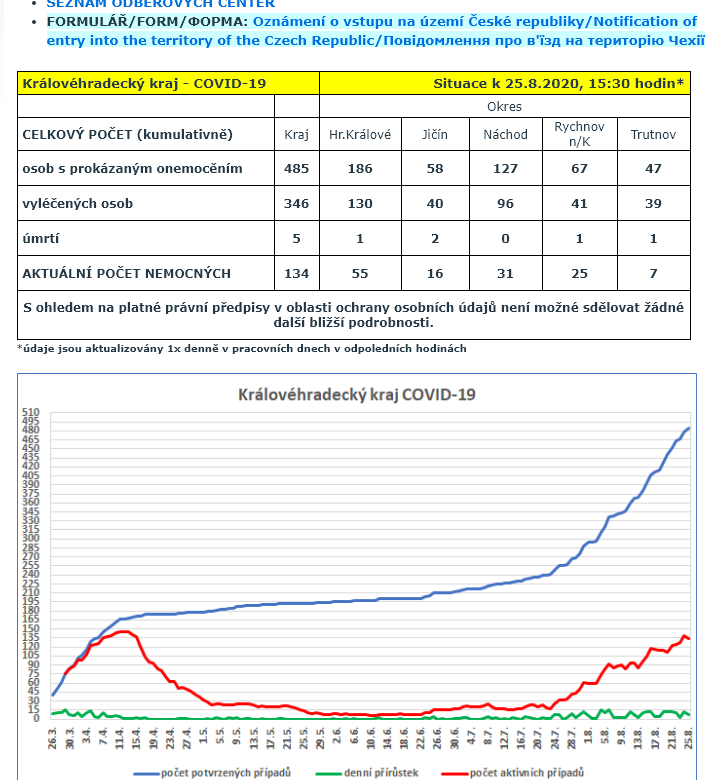 SEZNAM ODBĚROVÝCH CENTER
FORMULÁŘ/FORM/ФОРМА: Oznámení o vstupu na území České republiky/Notification of
entry into the territory of the Czech Republic/Повідомлення про в'їзд на територію Чехії
Královéhradecký kraj - COVID-19 Situace k 25.8.2020, 15:30 hodin*
Okres
CELKOVÝ POČET (kumulativně) Kraj Hr.Králové Jičín Náchod Rychnov n/K Trutnov
osob s prokázaným onemocěním 485 186 58 127 67 47
vyléčených osob 346 130 40 96 41 39
úmrtí 5 1 2 0 1 1
AKTUÁLNÍ POČET NEMOCNÝCH 134 55 16 31 25 7
S ohledem na platné právní předpisy v oblasti ochrany osobních údajů není možné sdělovat žádné
další bližší podrobnosti.
*údaje jsou aktualizovány 1x denně v pracovních dnech v odpoledních hodinách
Královéhradecký kraj COVID-19
510
495
480
465
450
435
420
405
390
375
360
345
330
315
300
285
270
255
240
225
210
195
180
165
150
135
120
105
90
75
60
45
30
15
0
26.3. 30.3. 3.4. 7.4. 11.4. 15.4. 19.4. 23.4. 27.4. 1.5. 5.5. 9.5. 13.5. 17.5. 21.5. 25.5. 29.5. 2.6. 6.6. 10.6. 14.6. 18.6. 22.6. 26.6. 30.6. 4.7. 8.7. 12.7. 16.7. 20.7. 24.7. 28.7. 1.8. 5.8. 9.8. 13.8. 17.8. 21.8. 25.8.
počet potvrzených případů denní přírůstek počet aktivních případů